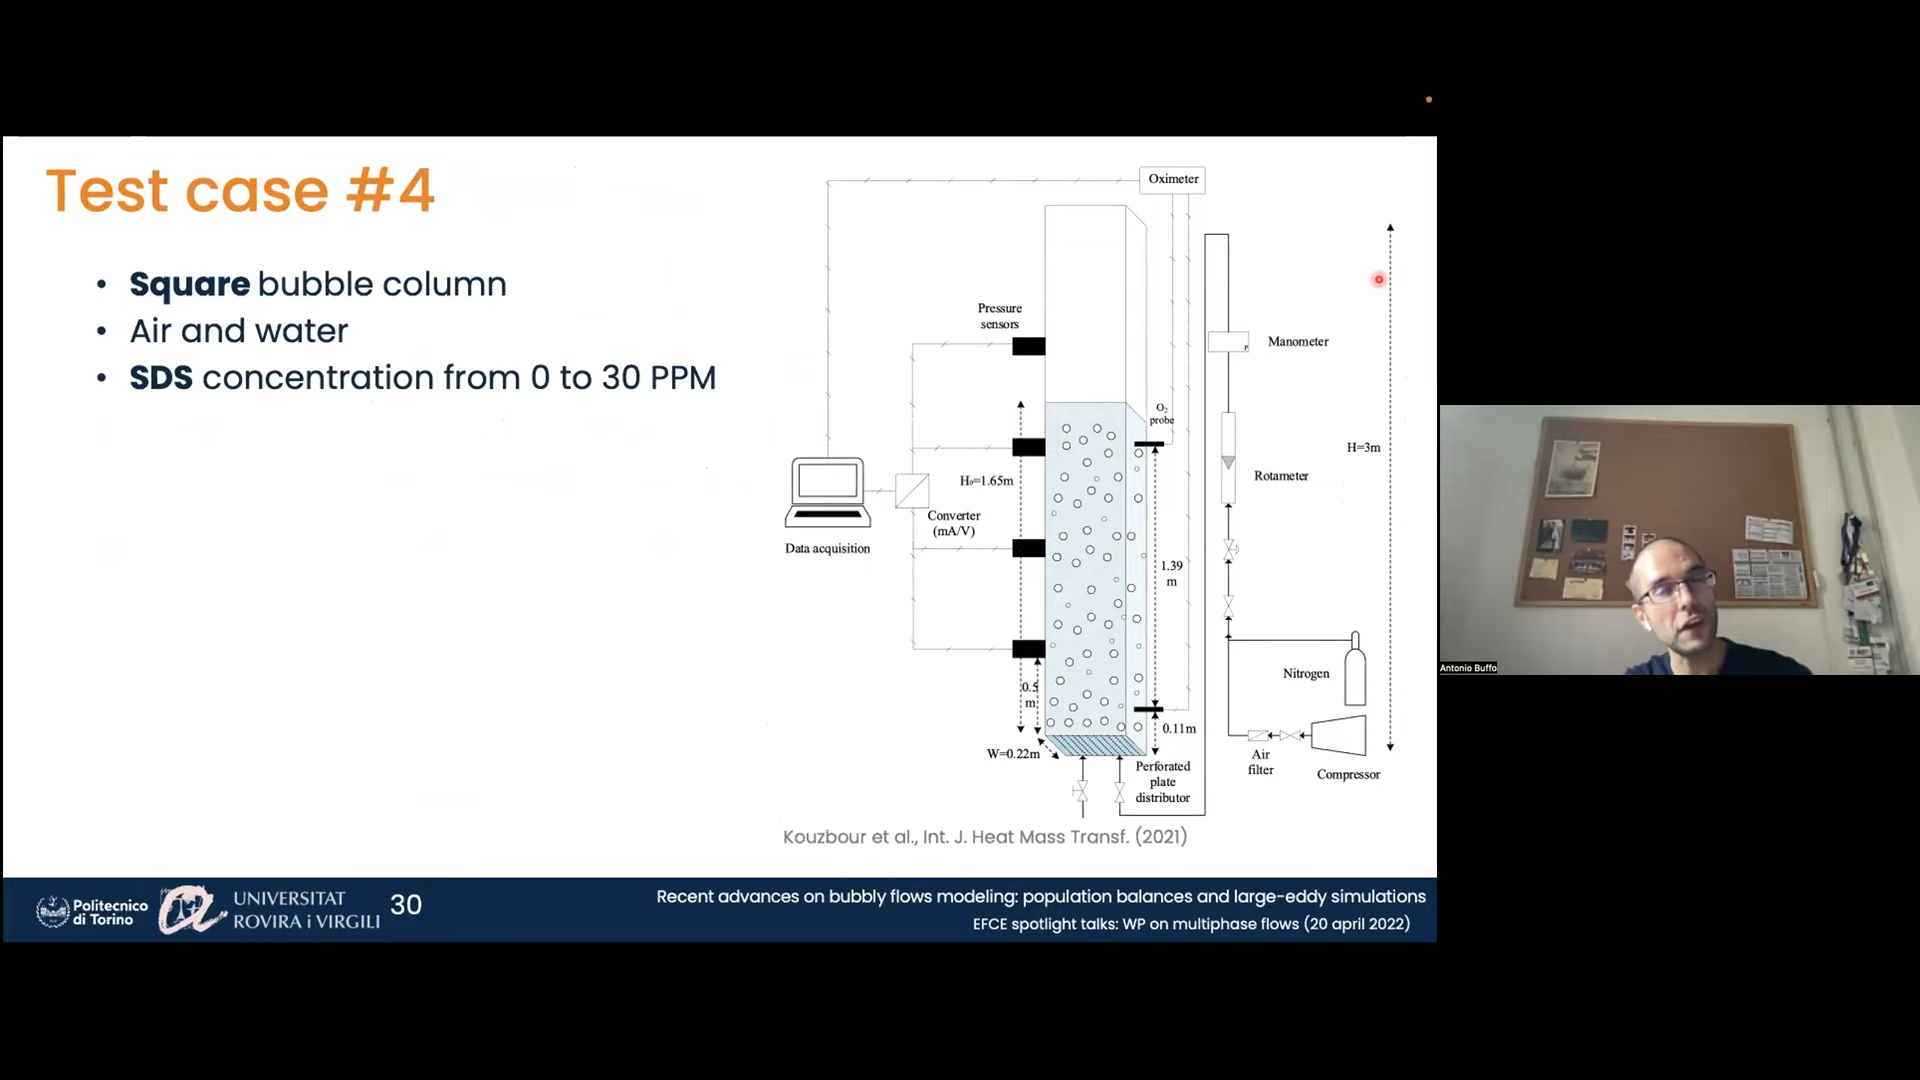 Test case #4
• Square bubble column
• Air and water
• SDS concentration from 0 to 30 PPM
Oximeter
Pressure
sensors
Manometer
P
O2
probe
H=3m
Rotameter
H0=1.65m
Converter
(mA/V)
Data acquisition
1.39
m
Nitrogen
0.5
m
0.11m
W=0.22m
Perforated
plate
distributor
Air
filter
Compressor
Kouzbour et al., Int. J. Heat Mass Transf. (2021)
Politecnico
di Torino
UNIVERSITAT
ROVIRA i VIRGILI
30
Recent advances on bubbly flows modeling: population balances and large-eddy simulations
EFCE spotlight talks: WP on multiphase flows (20 april 2022)
Antonio Buffo